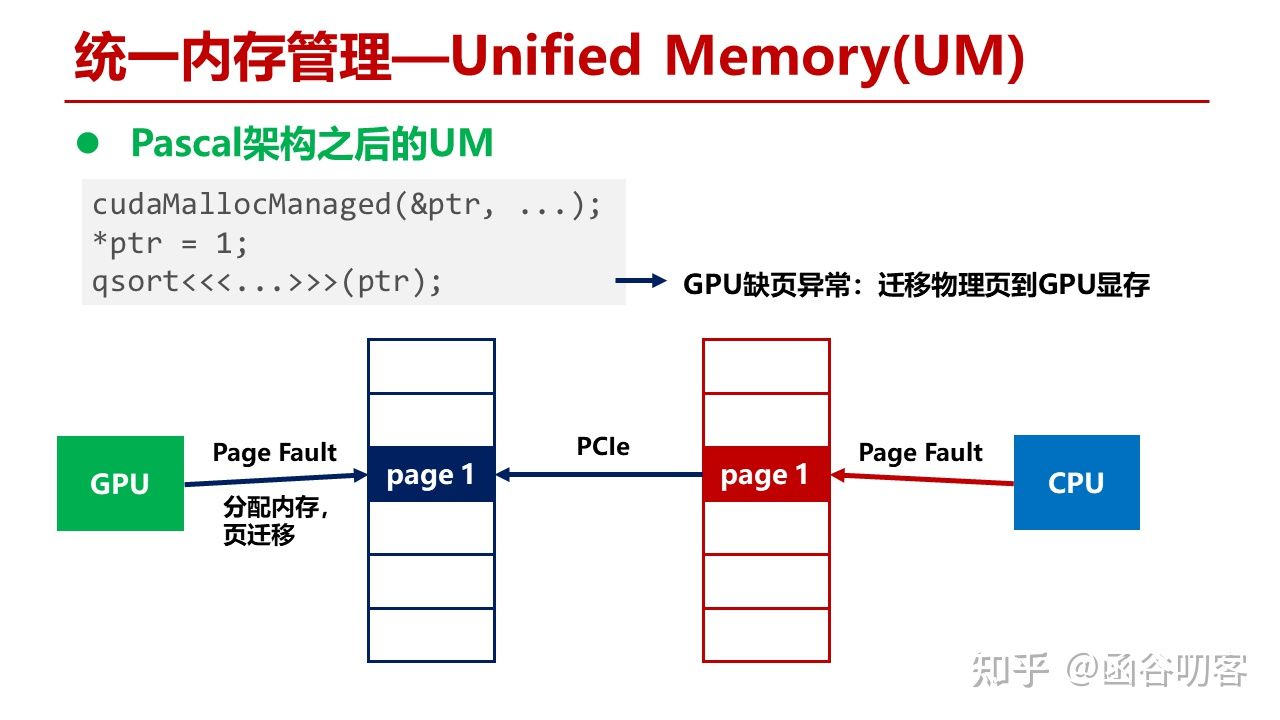 统一内存管理—Unified Memory(UM)
Pascal架构之后的UM
cudaMallocManaged(&ptr, ...);
*ptr = 1;
qsort<<<...>>>(ptr);
GPU缺页异常：迁移物理页到GPU显存
GPU
Page Fault
分配内存，
页迁移
page 1
PCIe
page 1
Page Fault
CPU
知乎 @函谷叨客